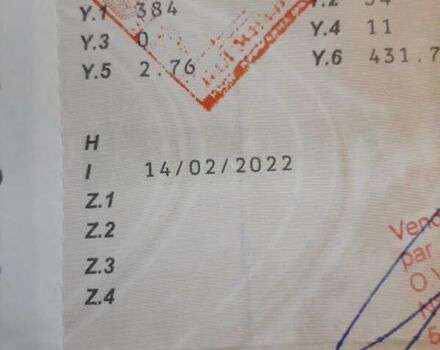 Y.1 384
Y.3 0 Y.4 11
Y.5 2.76 Y.6 431.7
H
I 14/02/2022
Z.1
Z.2
Z.3
Z.4
par